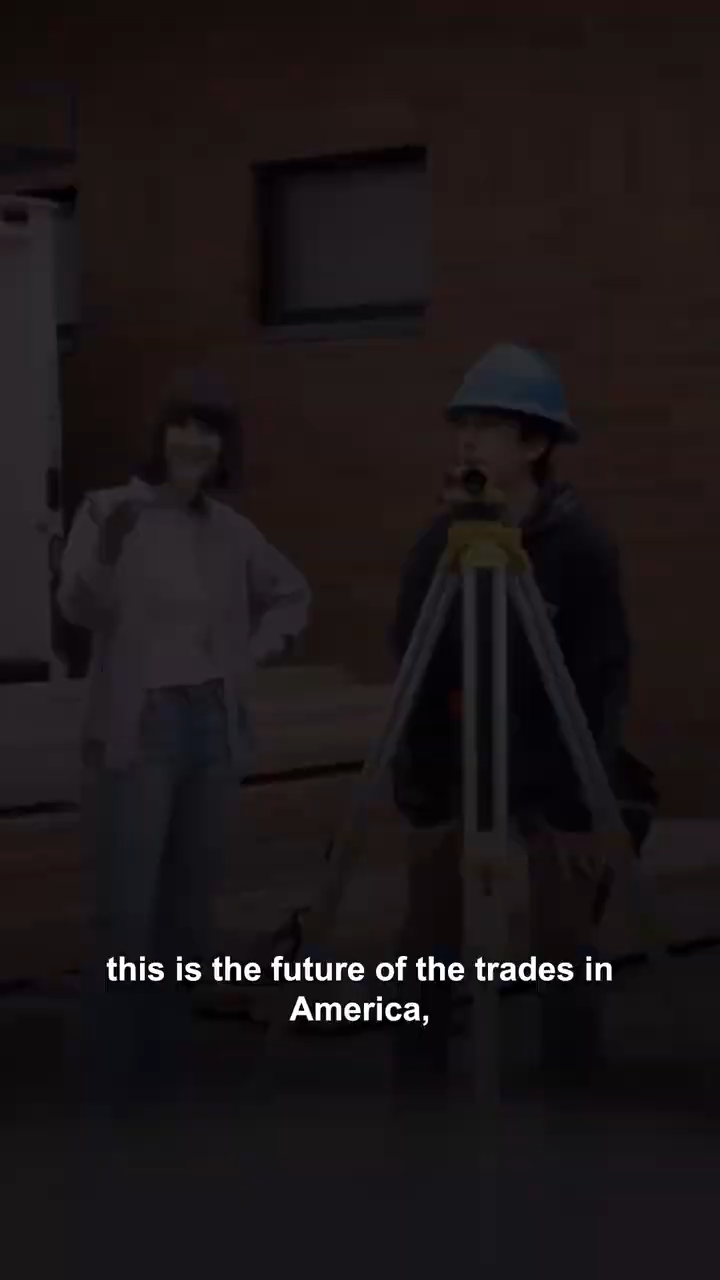 this is the future of the trades in
America,